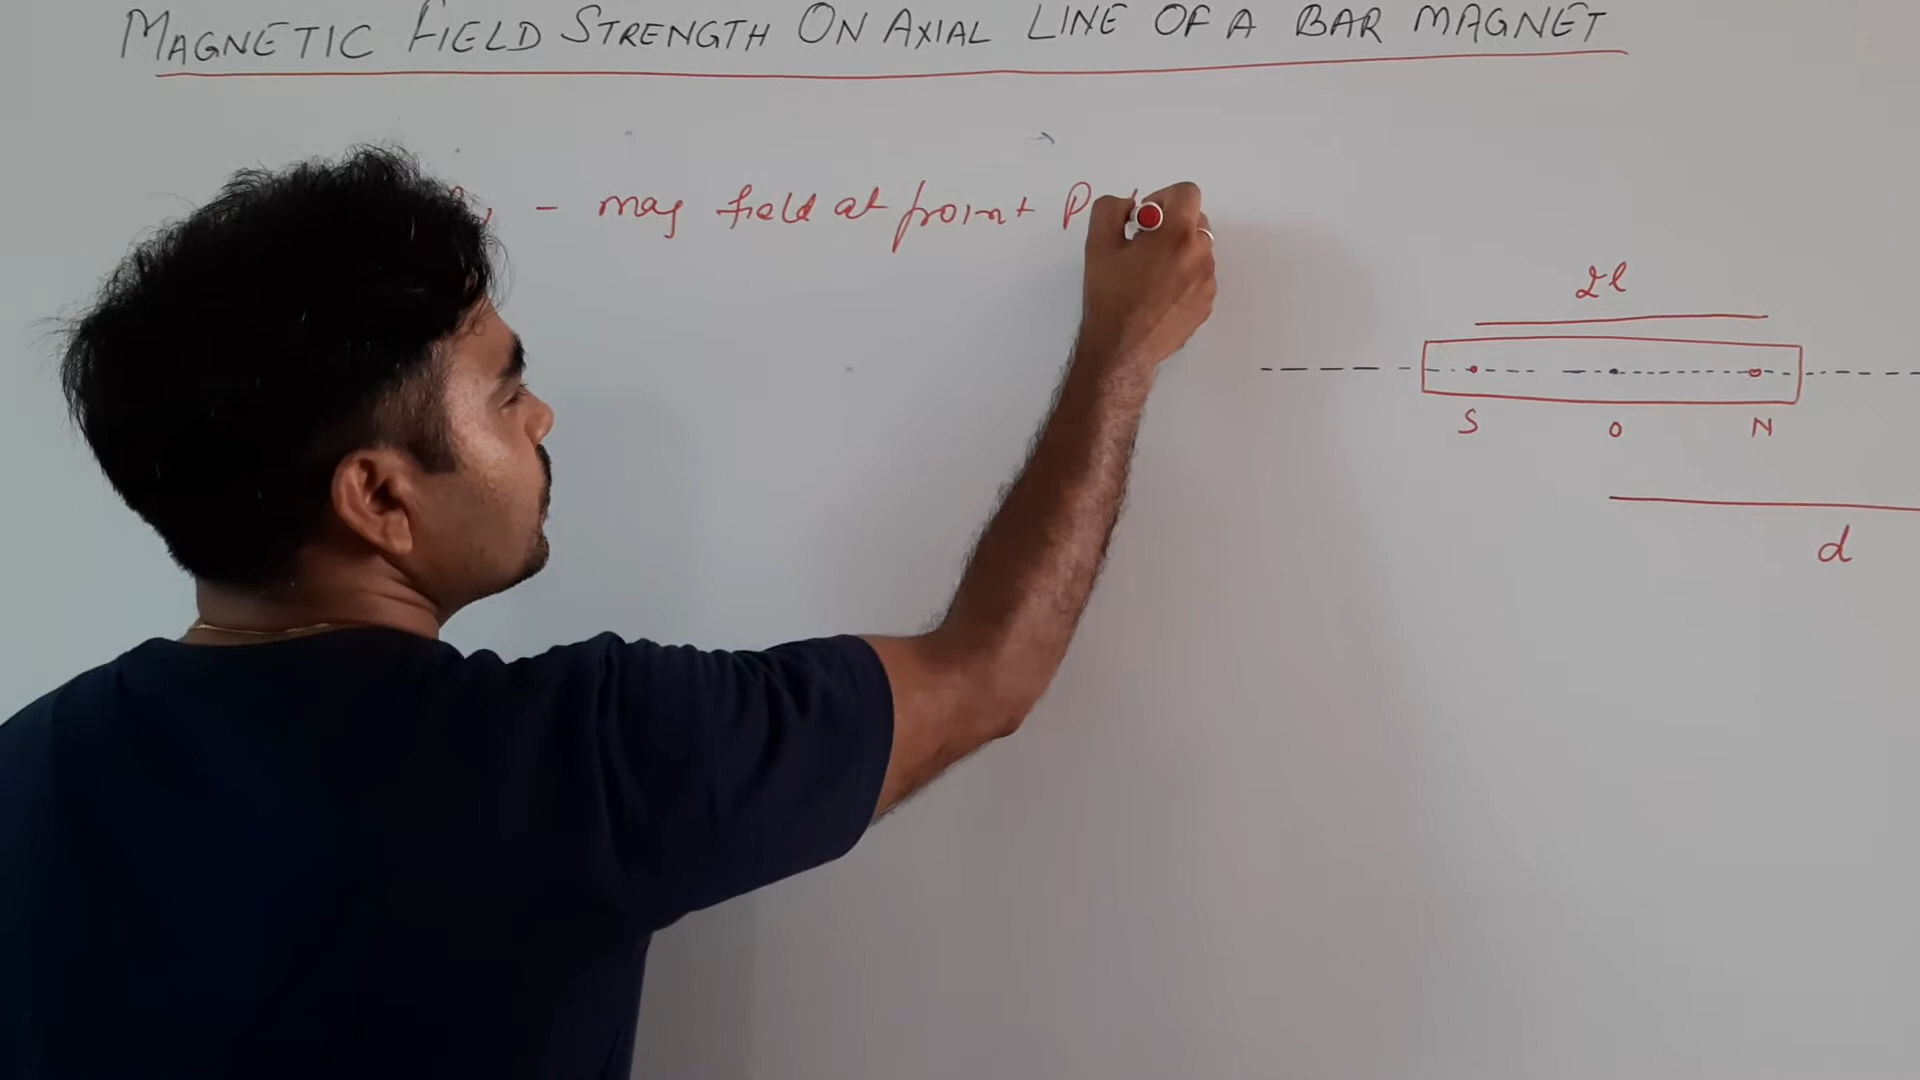 MAGNETIC FIELD STRENGTH ON AXIAL LINE OF A BAR MAGNET
- mag field at point P
2l
S O N
d